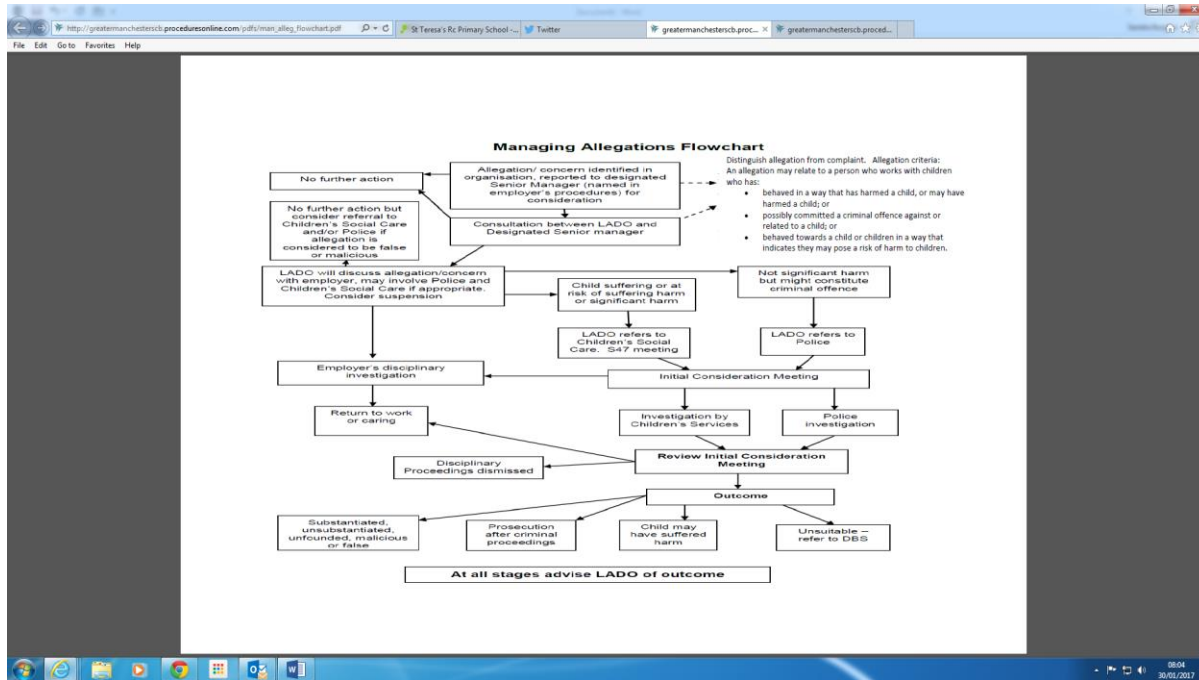 http://greatermanchesterscb.proceduresonline.com/pdfs/man_alleg_flowchart.pdf
St Teresa's Rc Primary School -...
Twitter
greatermanchesterscb.proc...
greatermanchesterscb.proced...
File Edit Go to Favorites Help
Managing Allegations Flowchart
No further action
Allegation/ concern identified in
organisation, reported to designated
Senior Manager (named in
employer's procedures) for
consideration
Distinguish allegation from complaint. Allegation criteria:
An allegation may relate to a person who works with children
who has:
• behaved in a way that has harmed a child, or may have
harmed a child; or
• possibly committed a criminal offence against or
related to a child; or
• behaved towards a child or children in a way that
indicates they may pose a risk of harm to children.
No further action but
consider referral to
Children's Social Care
and/or Police if
allegation is
considered to be false
or malicious
Consultation between LADO and
Designated Senior manager
LADO will discuss allegation/concern
with employer, may involve Police and
Children's Social Care if appropriate.
Consider suspension
Child suffering or at
risk of suffering harm
or significant harm
Not significant harm
but might constitute
criminal offence
LADO refers to
Children's Social
Care. S47 meeting
LADO refers to
Police
Employer's disciplinary
investigation
Initial Consideration Meeting
Return to work
or caring
Investigation by
Children's Services
Police
investigation
Disciplinary
Proceedings dismissed
Review Initial Consideration
Meeting
Outcome
Substantiated,
unsubstantiated,
unfounded, malicious
or false
Prosecution
after criminal
proceedings
Child may
have suffered
harm
Unsuitable –
refer to DBS
At all stages advise LADO of outcome
08:04
30/01/2017